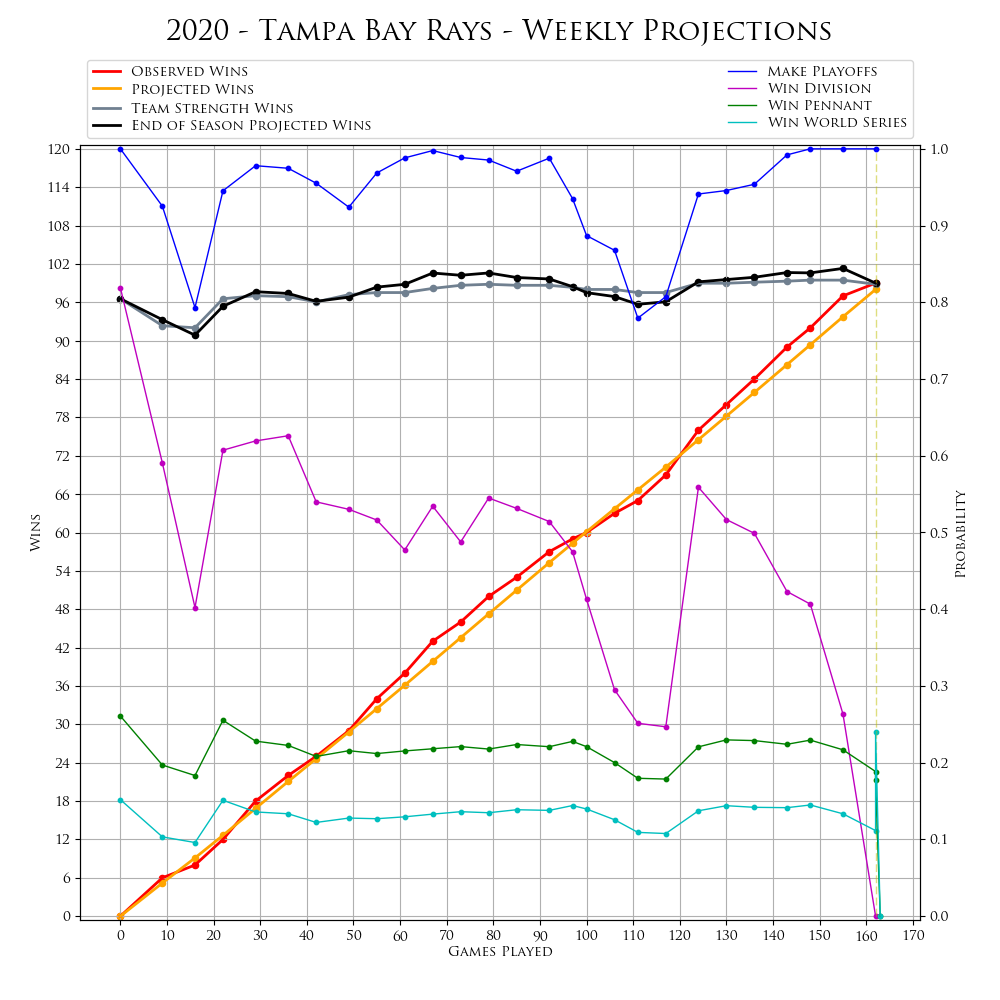 2020 - Tampa Bay Rays - Weekly Projections
Observed Wins
Projected Wins
Team Strength Wins
End of Season Projected Wins
Make Playoffs
Win Division
Win Pennant
Win World Series
120
114
108
102
96
90
84
78
72
66
60
54
48
42
36
30
24
18
12
6
0
Wins
1.0
0.9
0.8
0.7
0.6
0.5
0.4
0.3
0.2
0.1
0.0
Probability
0 10 20 30 40 50 60 70 80 90 100 110 120 130 140 150 160 170
Games Played